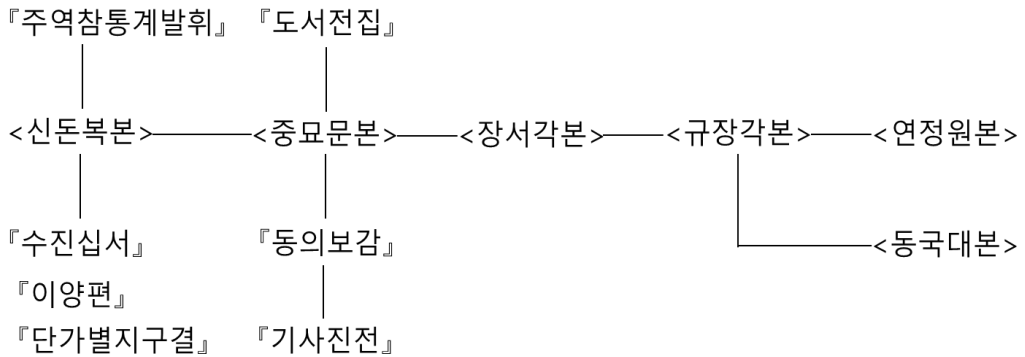 『주역참통계발휘』 『도서전집』
<신돈복본> <중묘문본> <장서각본> <규장각본> <연정원본>
『수진십서』 『동의보감』 <동국대본>
『이양편』
『단가별지구결』 『기사진전』